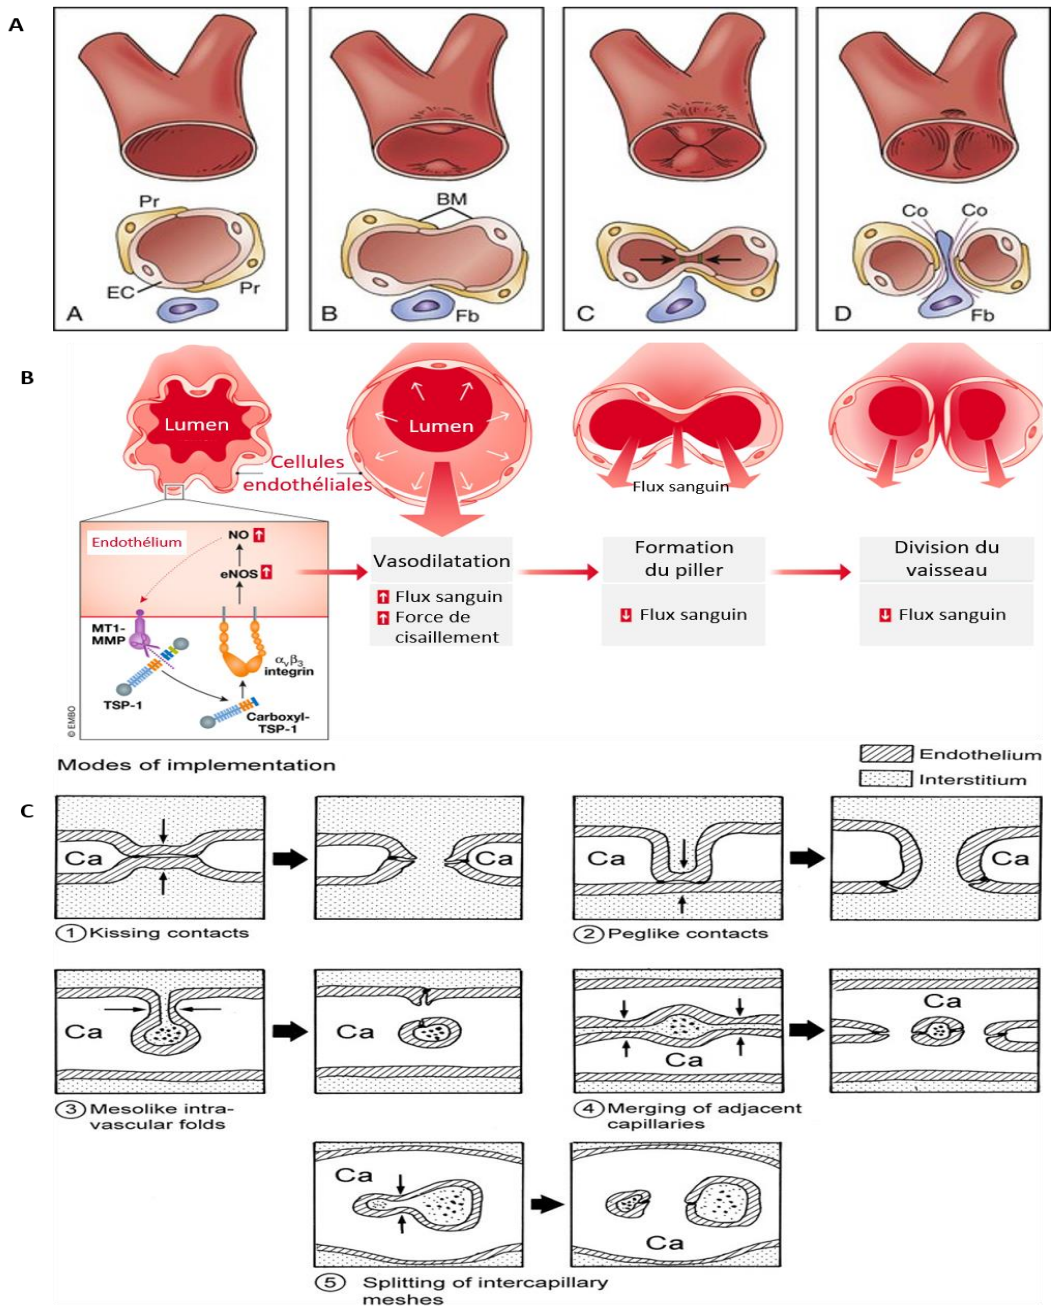 A
Pr
EC
Pr
A
BM
Fb
B
C
Co Co
Fb
D
B
Lumen
Lumen
Cellules
endothéliales
Flux sanguin
Endothélium
NO ↑
eNOS ↑
MT1-
MMP
αvβ3
integrin
TSP-1
Carboxyl-
TSP-1
© EMBO
Vasodilatation
↑ Flux sanguin
↑ Force de
cisaillement
Formation
du piller
↓ Flux sanguin
Division du
vaisseau
↓ Flux sanguin
Modes of implementation
Endothelium
Interstitium
C
Ca
Ca
Ca
Ca
1 Kissing contacts
2 Peglike contacts
Ca
Ca
Ca
Ca
3 Mesolike intra-
vascular folds
4 Merging of adjacent
capillaries
Ca
Ca
5 Splitting of intercapillary
meshes